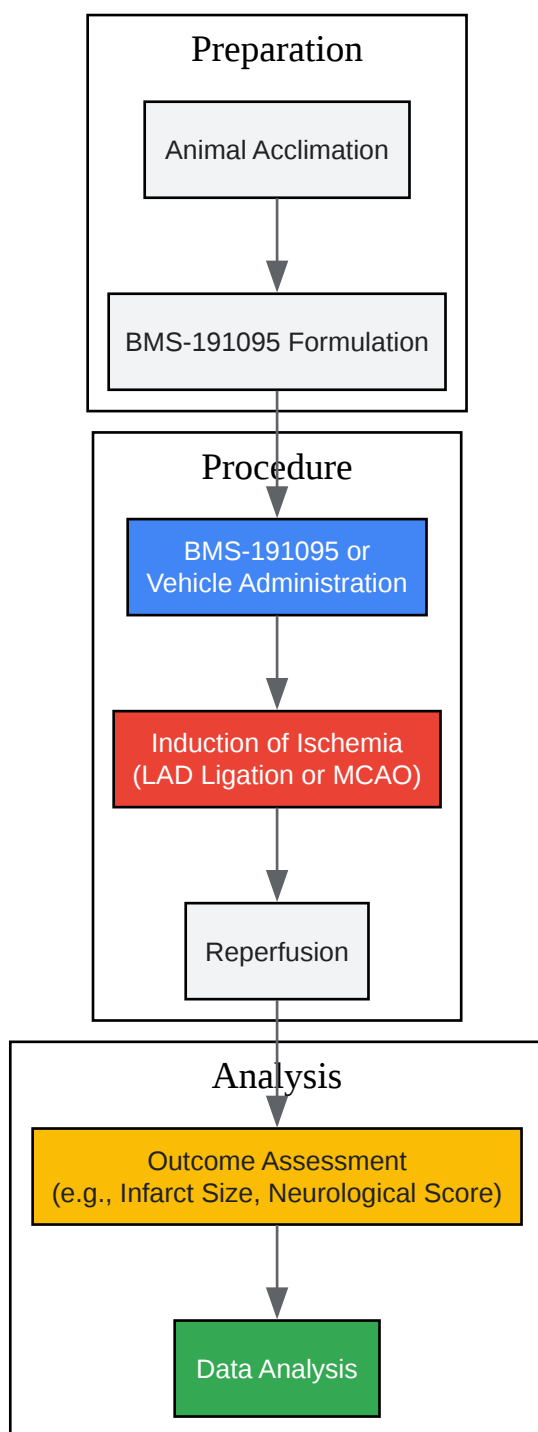 Preparation
Animal Acclimation
BMS-191095 Formulation
Procedure
BMS-191095 or
Vehicle Administration
Induction of Ischemia
(LAD Ligation or MCAO)
Reperfusion
Analysis
Outcome Assessment
(e.g., Infarct Size, Neurological Score)
Data Analysis